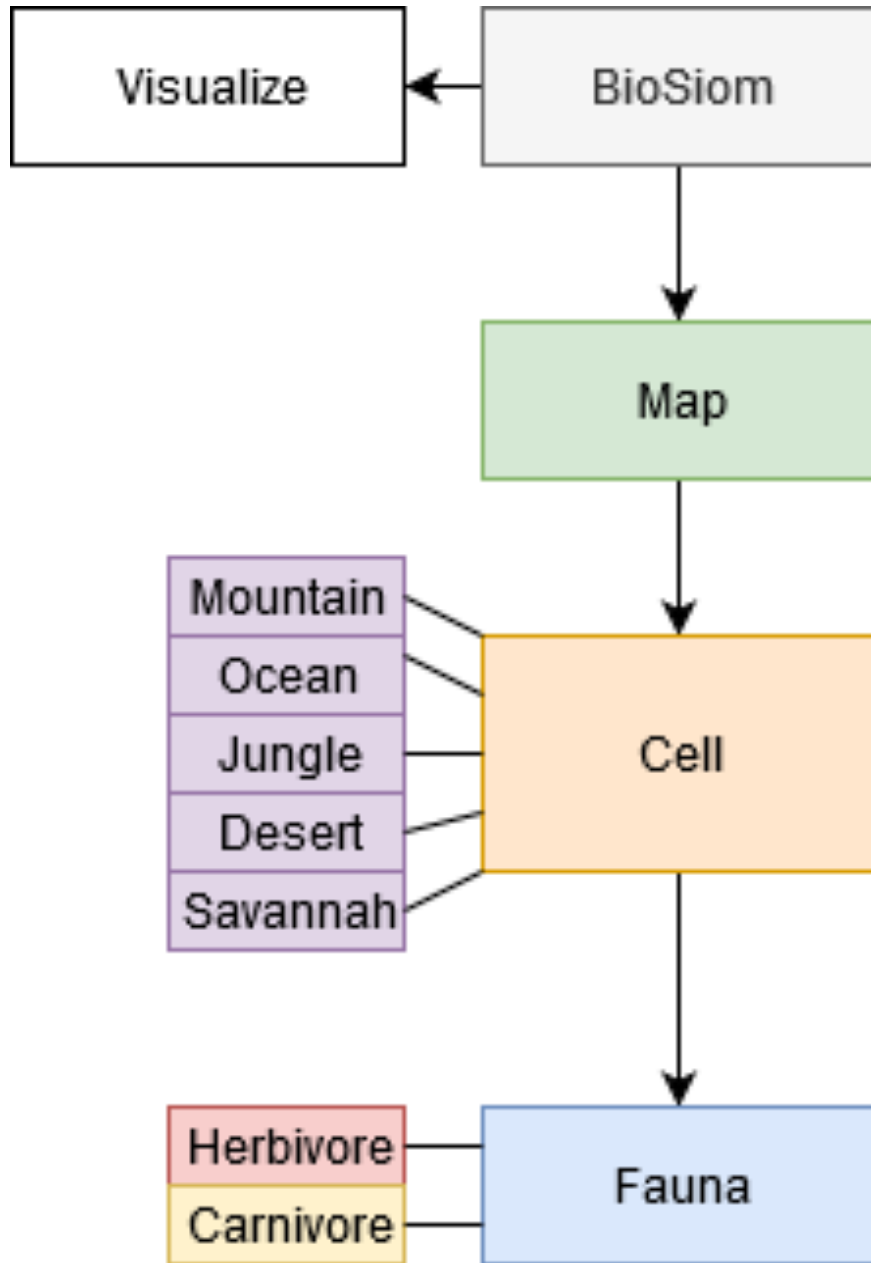 Visualize
BioSiom
Map
Mountain
Ocean
Jungle
Desert
Savannah
Cell
Herbivore
Carnivore
Fauna